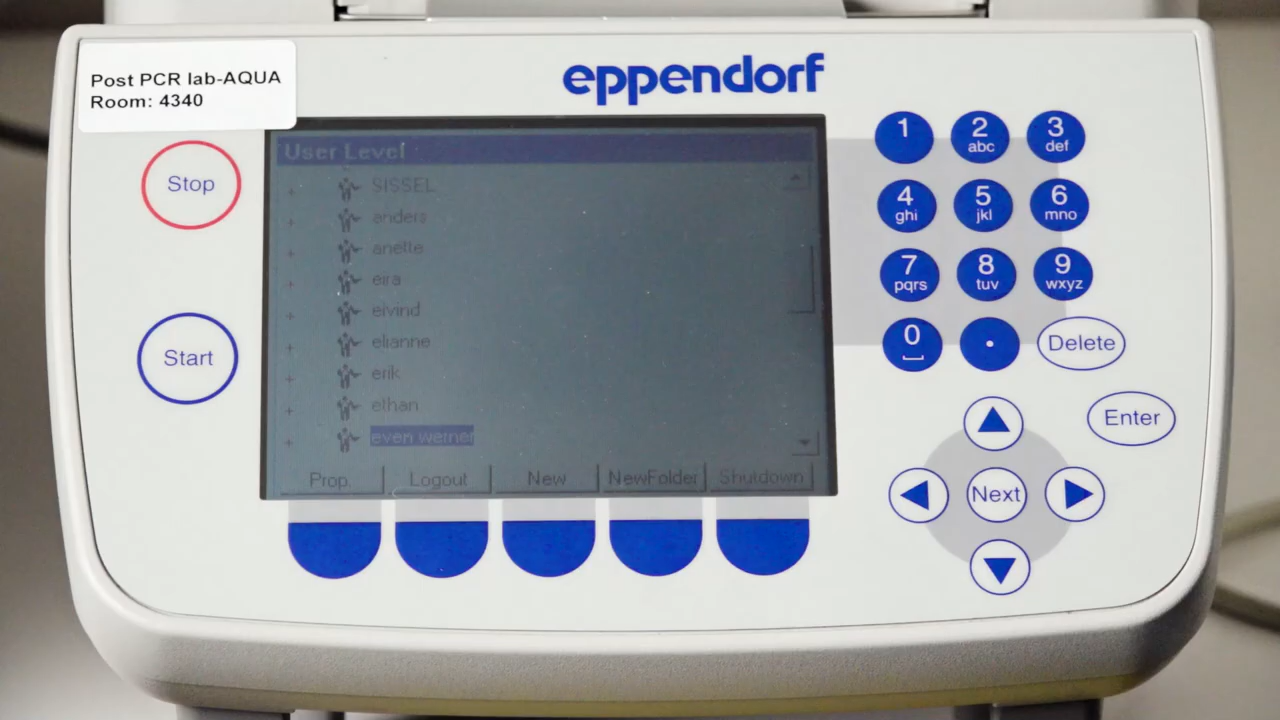 Post PCR lab-AQUA
Room: 4340
eppendorf
Stop
Start
User Level
+ SISSEL
+ anders
+ anette
+ eira
+ eivind
+ elianne
+ erik
+ ethan
+ even werner
Prop.
Logout
New
NewFolder
Shutdown
1
2
abc
3
def
4
ghi
5
jkl
6
mno
7
pqrs
8
tuv
9
wxyz
0
.
Delete
Enter
Next